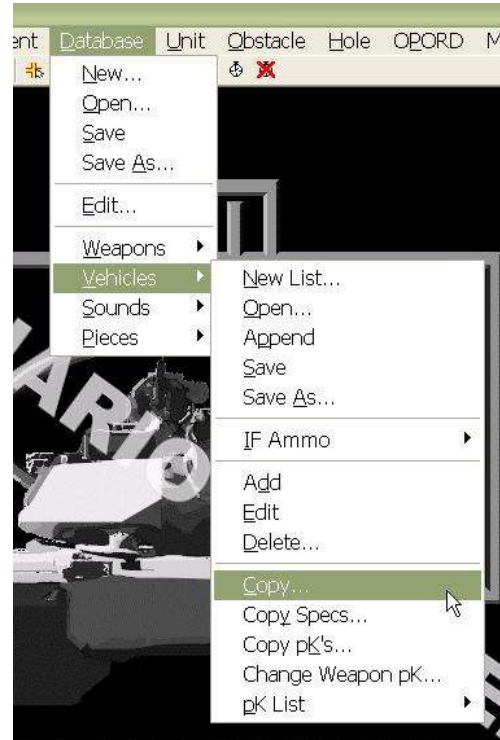 ent Database Unit Obstacle Hole OPORD M
New...
Open...
Save
Save As...
Edit...
Weapons
Vehicles
Sounds
Pieces
New List...
Open...
Append
Save
Save As...
IF Ammo
Add
Edit
Delete...
Copy...
Copy Specs...
Copy pK's...
Change Weapon pK...
pK List
ARIO